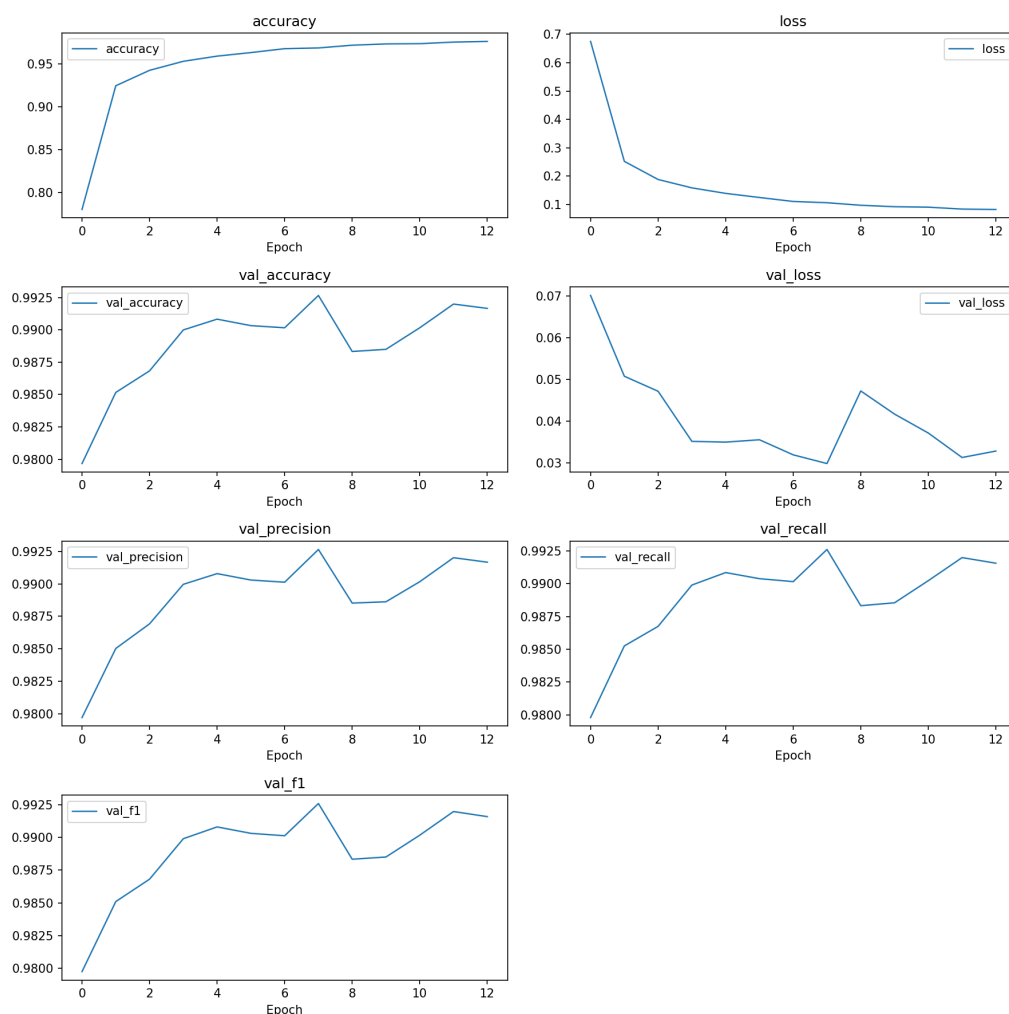 accuracy
accuracy
0.95
0.90
0.85
0.80
0 2 4 6 8 10 12
Epoch
loss
loss
0.7
0.6
0.5
0.4
0.3
0.2
0.1
0 2 4 6 8 10 12
Epoch
val_accuracy
val_accuracy
0.9925
0.9900
0.9875
0.9850
0.9825
0.9800
0 2 4 6 8 10 12
Epoch
val_loss
val_loss
0.07
0.06
0.05
0.04
0.03
0 2 4 6 8 10 12
Epoch
val_precision
val_precision
0.9925
0.9900
0.9875
0.9850
0.9825
0.9800
0 2 4 6 8 10 12
Epoch
val_recall
val_recall
0.9925
0.9900
0.9875
0.9850
0.9825
0.9800
0 2 4 6 8 10 12
Epoch
val_f1
val_f1
0.9925
0.9900
0.9875
0.9850
0.9825
0.9800
0 2 4 6 8 10 12
Epoch